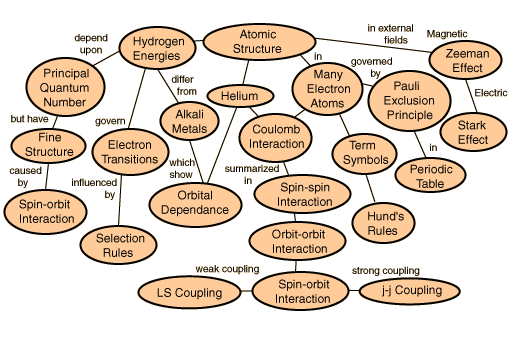 depend
upon
Hydrogen
Energies
Atomic
Structure
in external
fields
Magnetic
Zeeman
Effect
Principal
Quantum
Number
differ
from
in
Many
Electron
Atoms
governed
by
Pauli
Exclusion
Principle
Electric
Stark
Effect
but have
Fine
Structure
govern
Electron
Transitions
Alkali
Metals
Helium
Coulomb
Interaction
Term
Symbols
in
Periodic
Table
caused
by
Spin-orbit
Interaction
influenced
by
Selection
Rules
which
show
Orbital
Dependance
summarized
in
Spin-spin
Interaction
Hund's
Rules
Orbit-orbit
Interaction
weak coupling
strong coupling
LS Coupling
Spin-orbit
Interaction
j-j Coupling